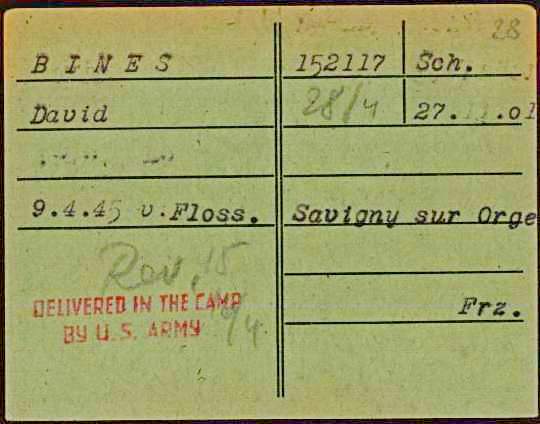 28
B I N E S 152117 Sch.
David 28/4 27. .01
9.4.45 v.Floss. Savigny sur Orge
Rev. 15
DELIVERED IN THE CAMP
BY U. S. ARMY
/4
Frz.